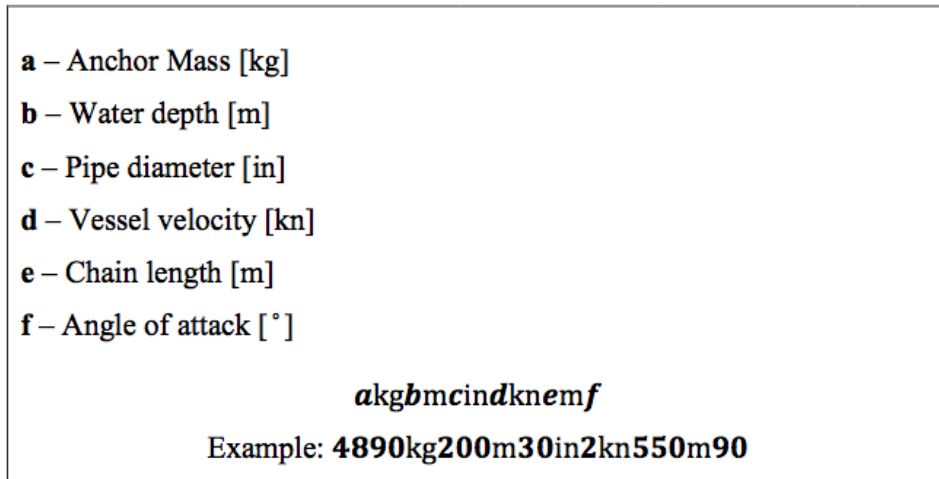 a – Anchor Mass [kg]
b – Water depth [m]
c – Pipe diameter [in]
d – Vessel velocity [kn]
e – Chain length [m]
f – Angle of attack [˚]
akgbmcindknemf
Example: 4890kg200m30in2kn550m90